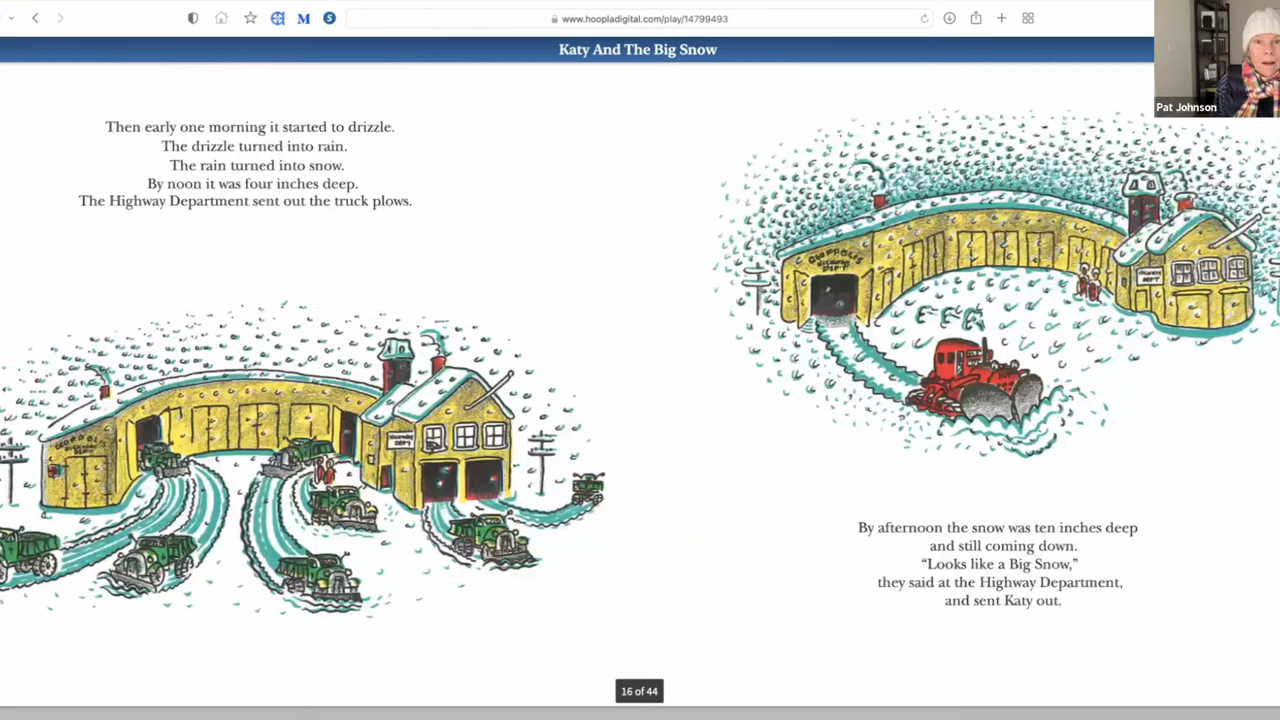 www.hoopladigital.com/play/14799493
Katy And The Big Snow
Pat Johnson
Then early one morning it started to drizzle.
The drizzle turned into rain.
The rain turned into snow.
By noon it was four inches deep.
The Highway Department sent out the truck plows.
GEOPPOLIS
HIGHWAY
DEPT
By afternoon the snow was ten inches deep
and still coming down.
“Looks like a Big Snow,”
they said at the Highway Department,
and sent Katy out.
16 of 44